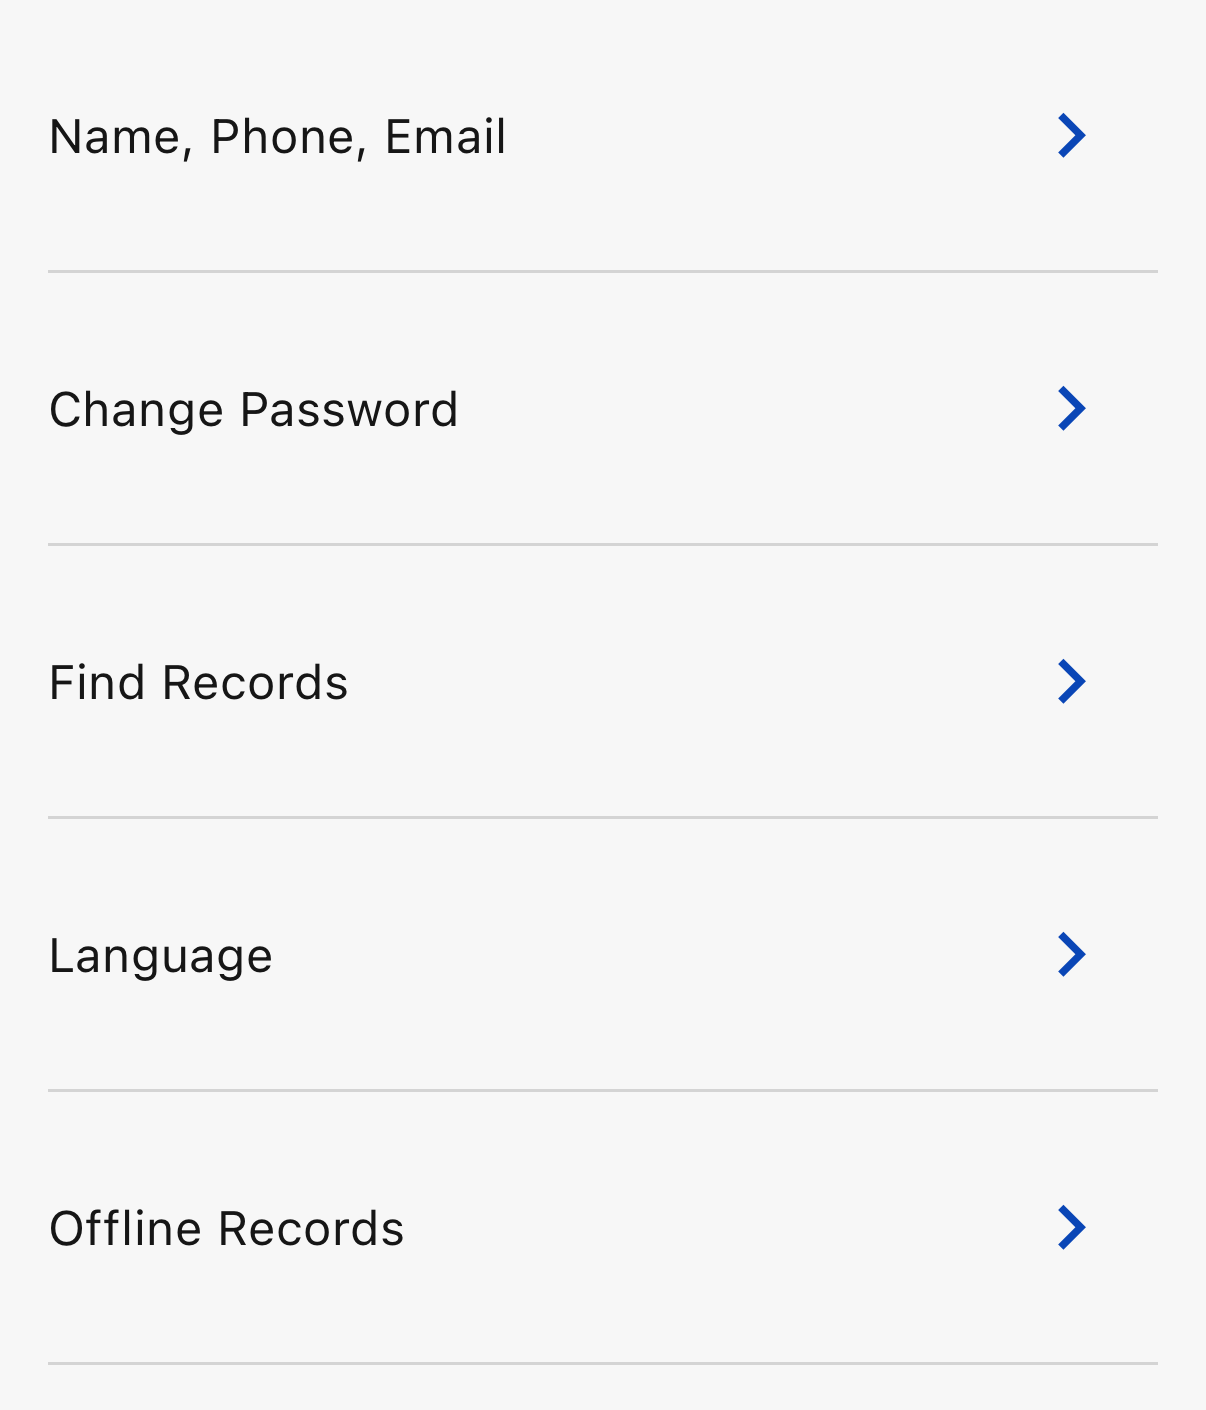 Name, Phone, Email
Change Password
Find Records
Language
Offline Records